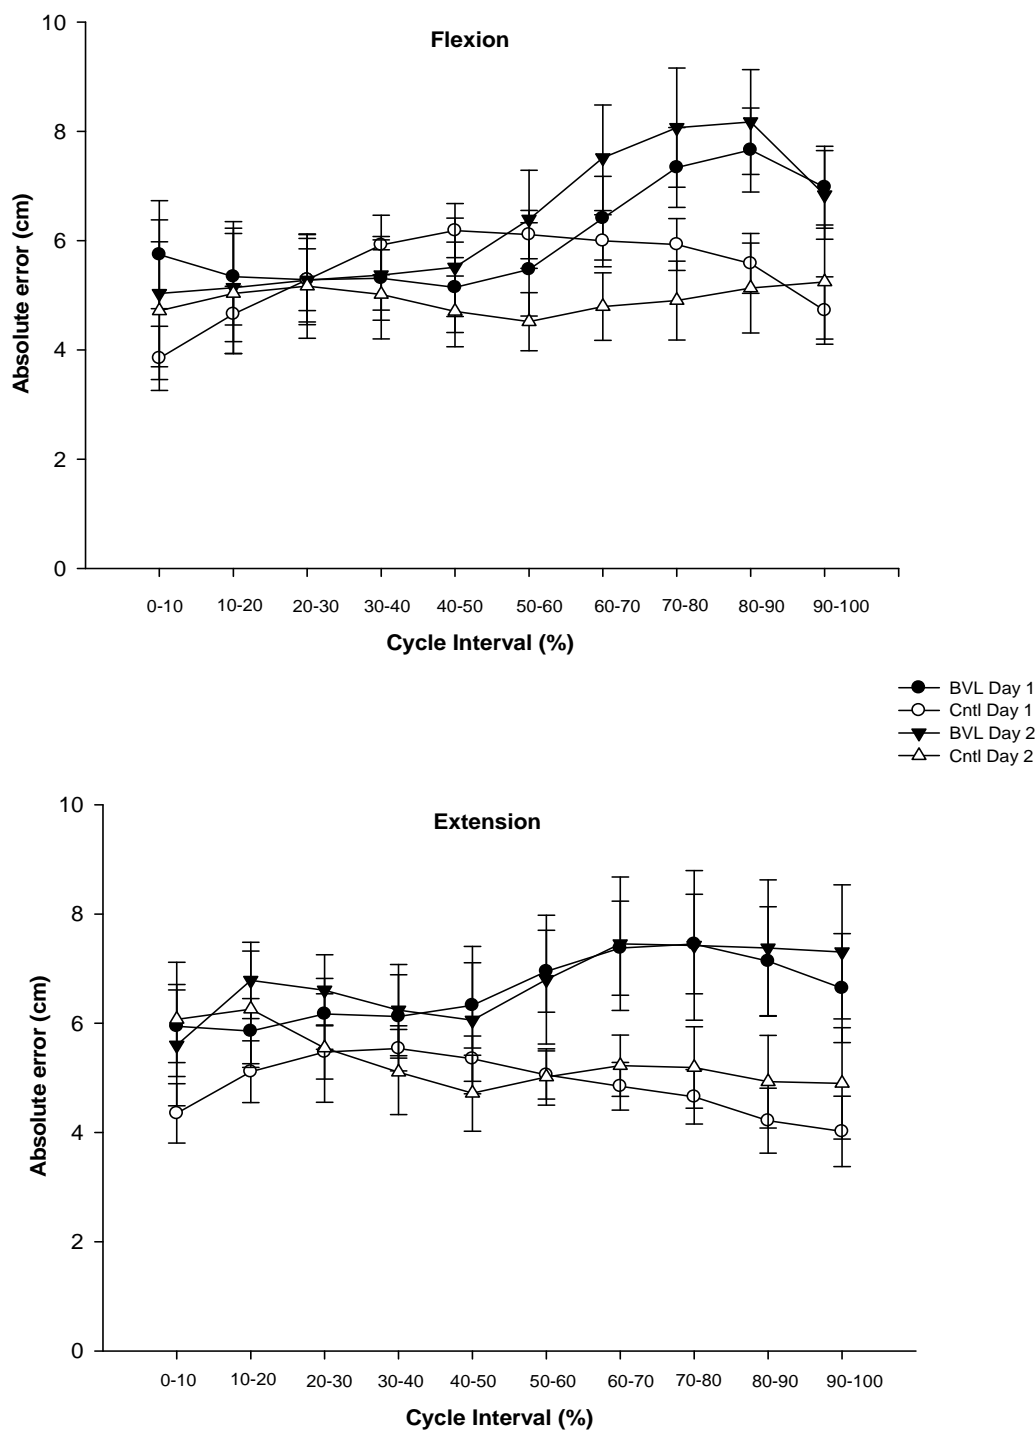 Flexion
10
8
6
4
2
0
Absolute error (cm)
0-10 10-20 20-30 30-40 40-50 50-60 60-70 70-80 80-90 90-100
Cycle Interval (%)
BVL Day 1
Cntl Day 1
BVL Day 2
Cntl Day 2
Extension
10
8
6
4
2
0
Absolute error (cm)
0-10 10-20 20-30 30-40 40-50 50-60 60-70 70-80 80-90 90-100
Cycle Interval (%)